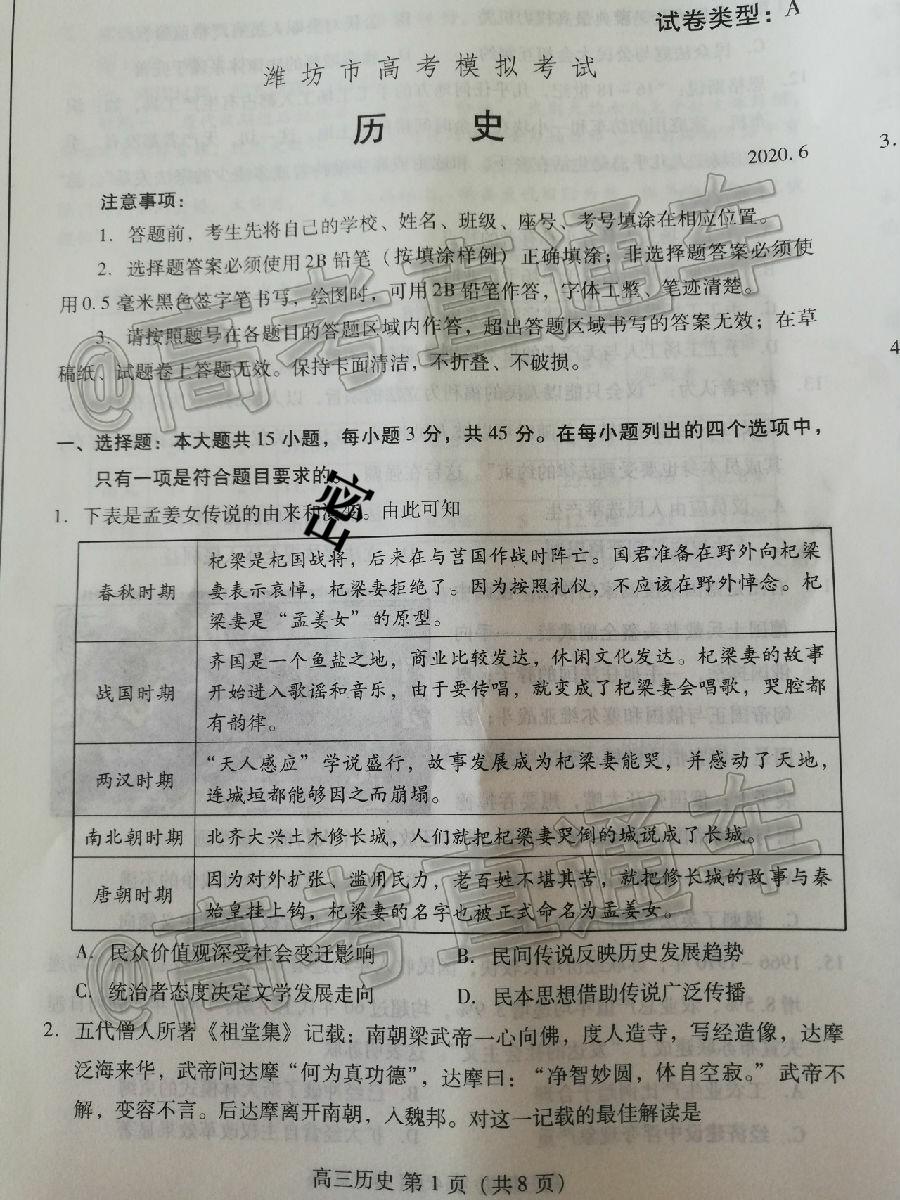 试卷类型：A
潍坊市高考模拟考试
历 史
2020.6
注意事项：
1. 答题前，考生先将自己的学校、姓名、班级、座号、考号填涂在相应位置。
2. 选择题答案必须使用2B铅笔（按填涂样例）正确填涂；非选择题答案必须使
用0.5毫米黑色签字笔书写，绘图时，可用2B铅笔作答，字体工整、笔迹清楚。
3. 请按照题号在各题目的答题区域内作答，超出答题区域书写的答案无效；在草
稿纸、试题卷上答题无效。保持卡面清洁，不折叠、不破损。
一、选择题：本大题共15小题，每小题3分，共45分。在每小题列出的四个选项中，
只有一项是符合题目要求的。
密
1. 下表是孟姜女传说的由来和演变。由此可知
春秋时期
杞梁是杞国战将，后来在与莒国作战时阵亡。国君准备在野外向杞梁
妻表示哀悼，杞梁妻拒绝了。因为按照礼仪，不应该在野外悼念。杞
梁妻是“孟姜女”的原型。
战国时期
齐国是一个鱼盐之地，商业比较发达，休闲文化发达。杞梁妻的故事
开始进入歌谣和音乐，由于要传唱，就变成了杞梁妻会唱歌，哭腔都
有韵律。
两汉时期
“天人感应”学说盛行，故事发展成为杞梁妻能哭，并感动了天地，
连城垣都能够因之而崩塌。
南北朝时期
北齐大兴土木修长城，人们就把杞梁妻哭倒的城说成了长城。
唐朝时期
因为对外扩张、滥用民力，老百姓不堪其苦，就把修长城的故事与秦
始皇挂上钩，杞梁妻的名字也被正式命名为孟姜女。
A. 民众价值观深受社会变迁影响 B. 民间传说反映历史发展趋势
C. 统治者态度决定文学发展走向 D. 民本思想借助传说广泛传播
2. 五代僧人所著《祖堂集》记载：南朝梁武帝一心向佛，度人造寺，写经造像，达摩
泛海来华，武帝问达摩“何为真功德”，达摩曰：“净智妙圆，体自空寂。”武帝不
解，变容不言。后达摩离开南朝，入魏邦。对这一记载的最佳解读是
高三历史 第1页（共8页）
3.
4
@高考直通车
@高考直通车